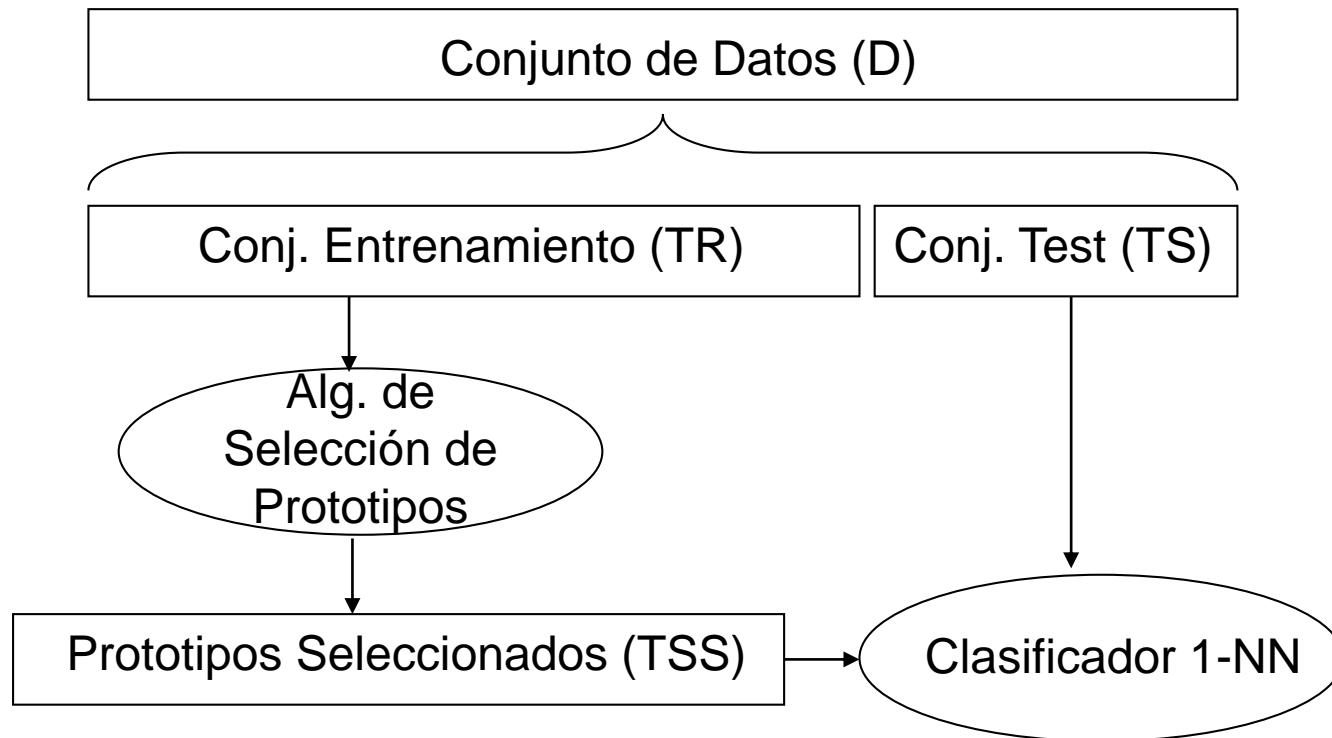 Conjunto de Datos (D)
Conj. Entrenamiento (TR)
Conj. Test (TS)
Alg. de
Selección de
Prototipos
Prototipos Seleccionados (TSS)
Clasificador 1-NN